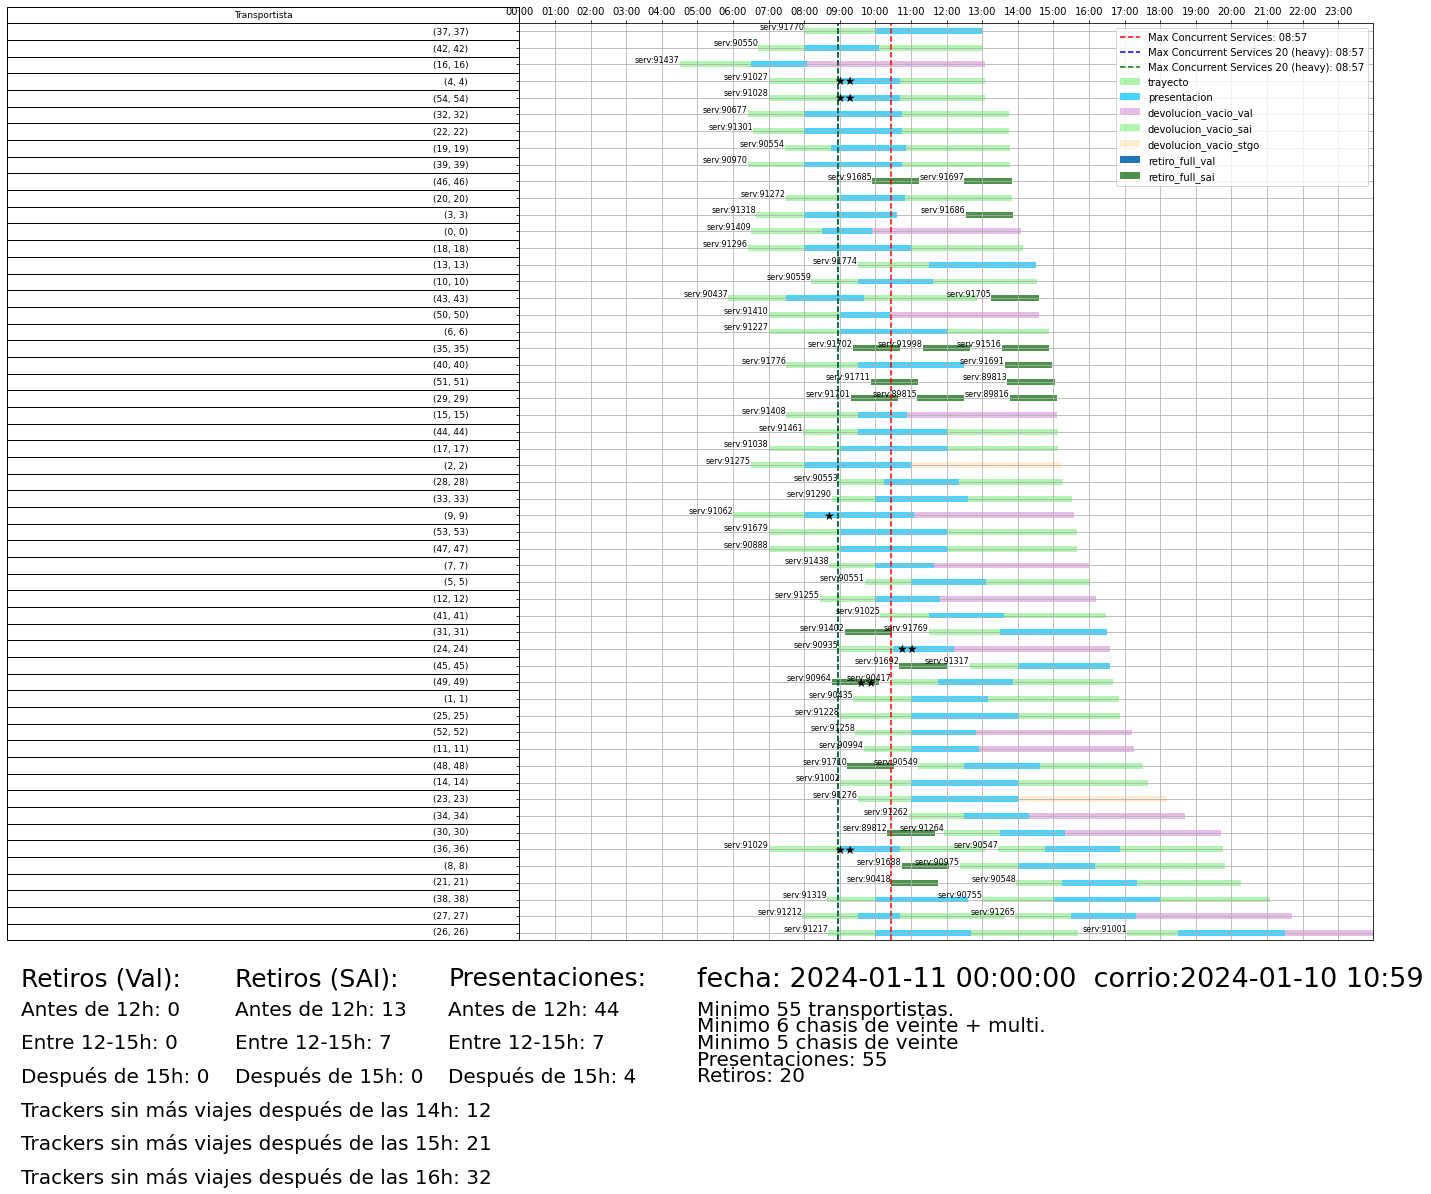 Transportista
00:00 01:00 02:00 03:00 04:00 05:00 06:00 07:00 08:00 09:00 10:00 11:00 12:00 13:00 14:00 15:00 16:00 17:00 18:00 19:00 20:00 21:00 22:00 23:00
Max Concurrent Services: 08:57
Max Concurrent Services 20 (heavy): 08:57
Max Concurrent Services 20 (heavy): 08:57
trayecto
presentacion
devolucion_vacio_val
devolucion_vacio_sai
devolucion_vacio_stgo
retiro_full_val
retiro_full_sai
(37, 37) serv:91770
(42, 42) serv:90550
(16, 16) serv:91437
(4, 4) serv:91027
(54, 54) serv:91028
(32, 32) serv:90677
(22, 22) serv:91301
(19, 19) serv:90554
(39, 39) serv:90970
(46, 46) serv:91685 serv:91697
(20, 20) serv:91272
(3, 3) serv:91318 serv:91686
(0, 0) serv:91409
(18, 18) serv:91296
(13, 13) serv:91774
(10, 10) serv:90559
(43, 43) serv:90437 serv:91705
(50, 50) serv:91410
(6, 6) serv:91227
(35, 35) serv:91702 serv:91998 serv:91516
(40, 40) serv:91776 serv:91691
(51, 51) serv:91711 serv:89813
(29, 29) serv:91701 serv:89815 serv:89816
(15, 15) serv:91408
(44, 44) serv:91461
(17, 17) serv:91038
(2, 2) serv:91275
(28, 28) serv:90553
(33, 33) serv:91290
(9, 9) serv:91062
(53, 53) serv:91679
(47, 47) serv:90888
(7, 7) serv:91438
(5, 5) serv:90551
(12, 12) serv:91255
(41, 41) serv:91025
(31, 31) serv:91402 serv:91769
(24, 24) serv:90935
(45, 45) serv:91692 serv:91317
(49, 49) serv:90964 serv:90417
(1, 1) serv:90435
(25, 25) serv:91228
(52, 52) serv:91258
(11, 11) serv:90994
(48, 48) serv:91710 serv:90549
(14, 14) serv:91002
(23, 23) serv:91276
(34, 34) serv:91262
(30, 30) serv:89812 serv:91264
(36, 36) serv:91029 serv:90547
(8, 8) serv:91688 serv:90975
(21, 21) serv:90418 serv:90548
(38, 38) serv:91319 serv:90755
(27, 27) serv:91212 serv:91265
(26, 26) serv:91217 serv:91001
Retiros (Val):
Antes de 12h: 0
Entre 12-15h: 0
Después de 15h: 0
Retiros (SAI):
Antes de 12h: 13
Entre 12-15h: 7
Después de 15h: 0
Presentaciones:
Antes de 12h: 44
Entre 12-15h: 7
Después de 15h: 4
fecha: 2024-01-11 00:00:00 corrio:2024-01-10 10:59
Minimo 55 transportistas.
Minimo 6 chasis de veinte + multi.
Minimo 5 chasis de veinte
Presentaciones: 55
Retiros: 20
Trackers sin más viajes después de las 14h: 12
Trackers sin más viajes después de las 15h: 21
Trackers sin más viajes después de las 16h: 32